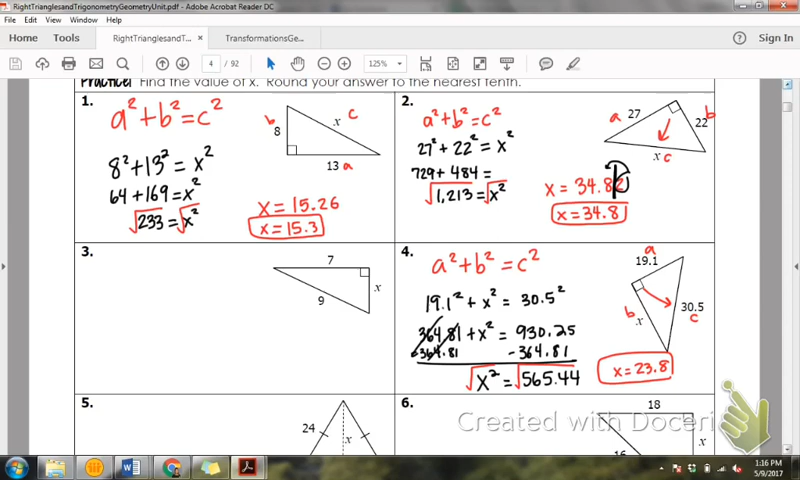 RightTrianglesandTrigonometryGeometryUnit.pdf - Adobe Acrobat Reader DC
File Edit View Window Help
Home Tools RightTrianglesandT... × TransformationsGe... Sign In
4 / 92 125%
Practice! Find the value of x. Round your answer to the nearest tenth.
1.
a² + b² = c²
8² + 13² = x²
64 + 169 = x²
√233 = √x²
b
8
x
c
13 a
x = 15.26
x = 15.3
2.
a² + b² = c²
27² + 22² = x²
729 + 484 =
√1,213 = √x²
a 27
b
22
x c
x = 34.82
x = 34.8
3.
7
9
x
4.
a² + b² = c²
19.1² + x² = 30.5²
364.81 + x² = 930.25
-364.81 -364.81
√x² = √565.44
a
19.1
b
x
30.5
c
x = 23.8
5.
24
x
6.
18
x
16
Created with Doceri
1:16 PM
5/9/2017